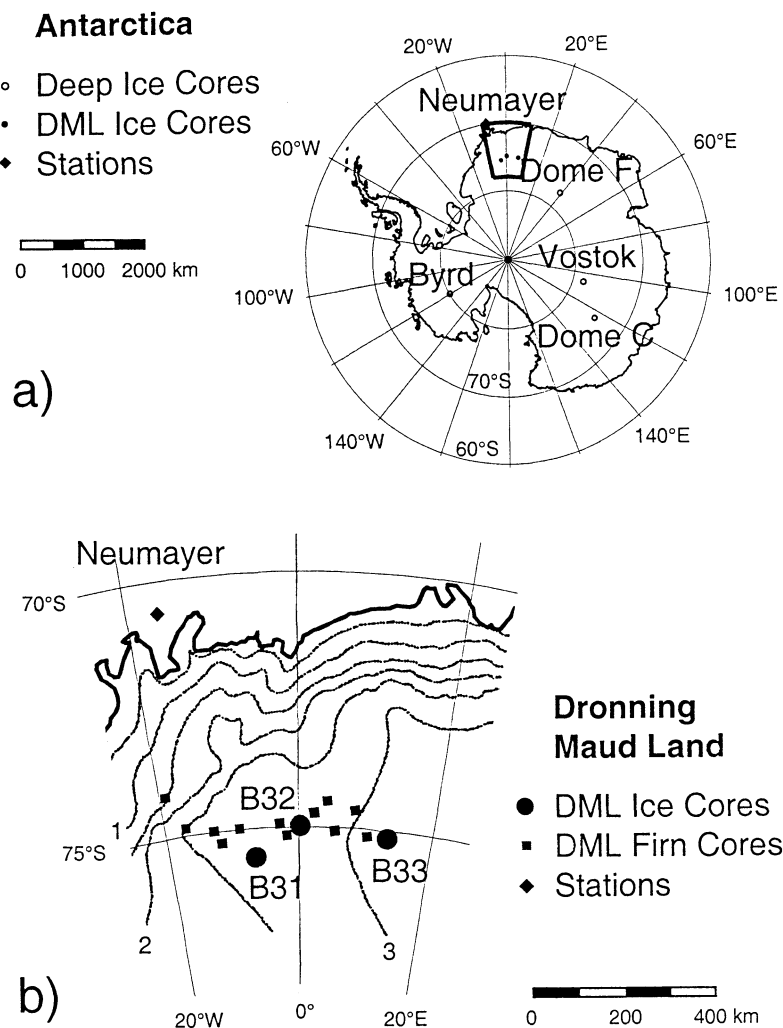 Antarctica
Deep Ice Cores
DML Ice Cores
Stations
0 1000 2000 km
20°W
20°E
Neumayer
60°W
60°E
Dome F
Vostok
Byrd
100°W
100°E
Dome C
70°S
140°W
60°S
140°E
a)
Neumayer
70°S
Dronning
Maud Land
DML Ice Cores
DML Firn Cores
Stations
B32
1
75°S
B31
B33
2
3
b)
20°W
0°
20°E
0 200 400 km